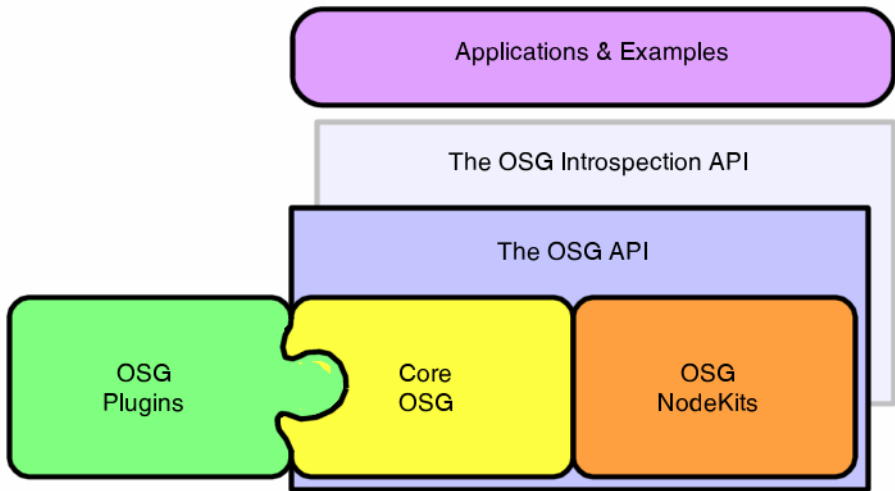 Applications & Examples
The OSG Introspection API
The OSG API
OSG
Plugins
Core
OSG
OSG
NodeKits